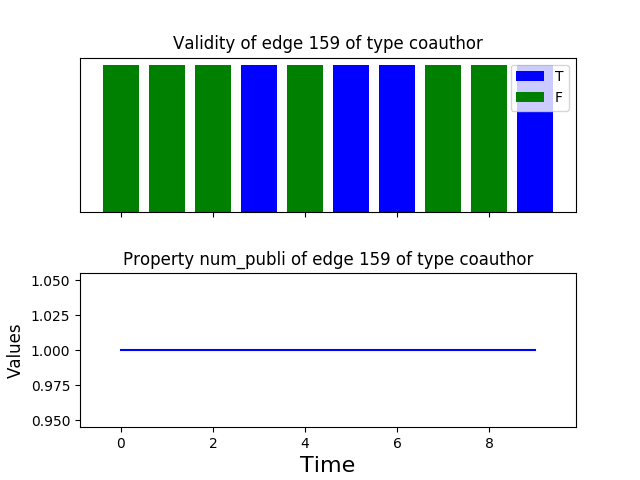 Validity of edge 159 of type coauthor
T
F
Property num_publi of edge 159 of type coauthor
1.050
1.025
1.000
0.975
0.950
Values
0 2 4 6 8
Time